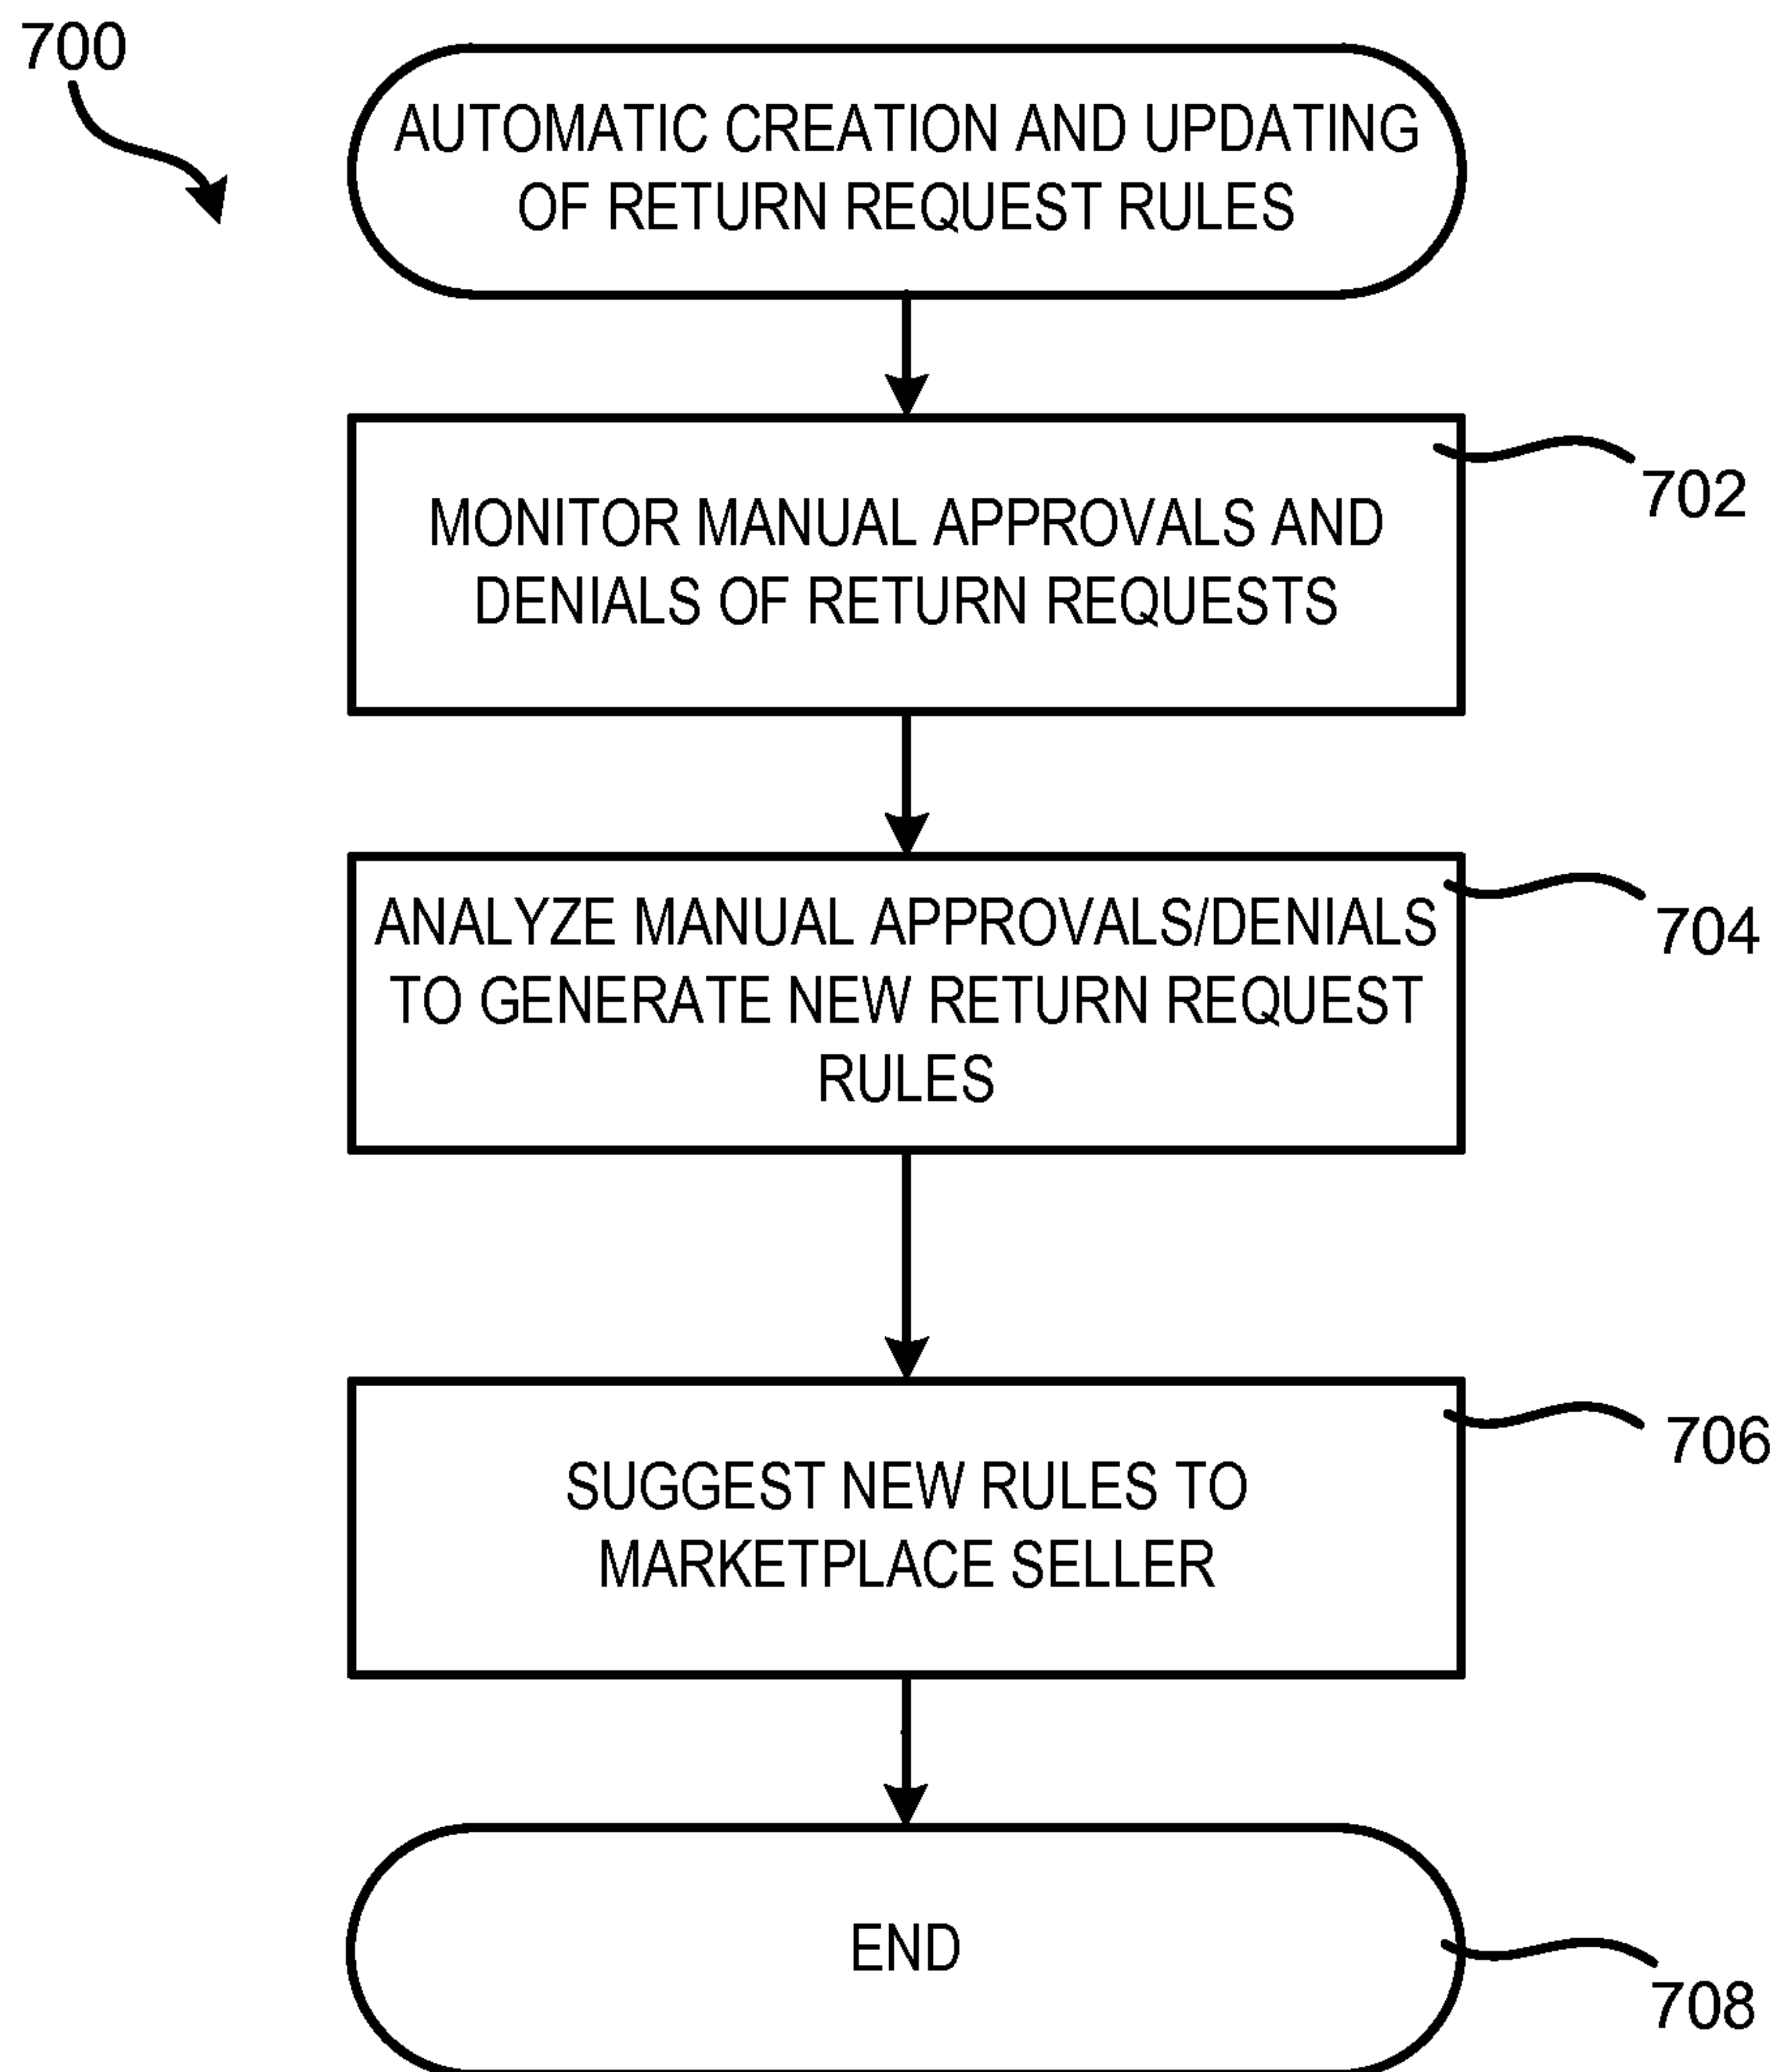 700
AUTOMATIC CREATION AND UPDATING
OF RETURN REQUEST RULES
MONITOR MANUAL APPROVALS AND
DENIALS OF RETURN REQUESTS
702
ANALYZE MANUAL APPROVALS/DENIALS
TO GENERATE NEW RETURN REQUEST
RULES
704
SUGGEST NEW RULES TO
MARKETPLACE SELLER
706
END
708